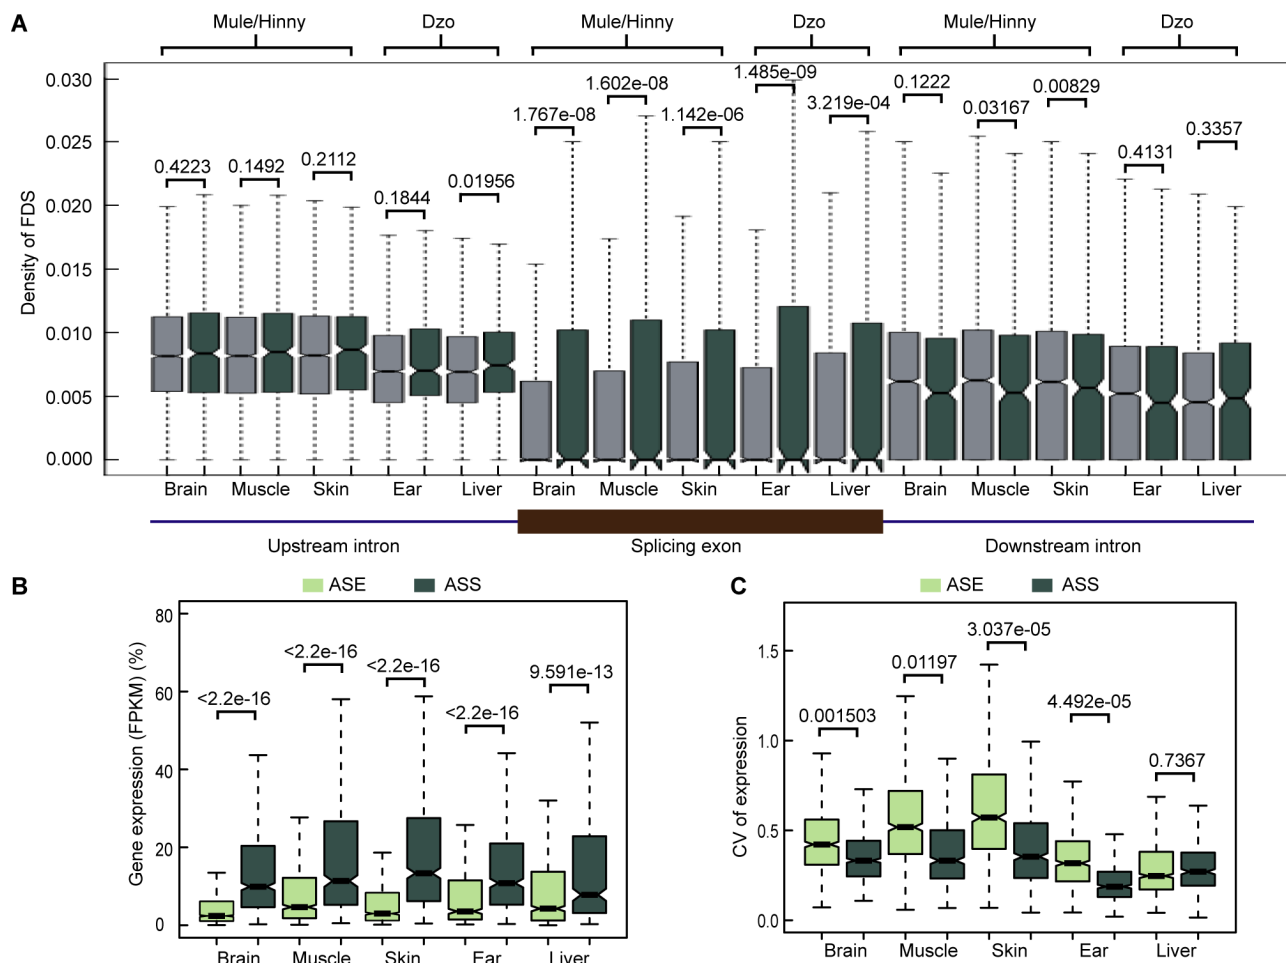 A
Mule/Hinny Dzo Mule/Hinny Dzo Mule/Hinny Dzo
Density of FDS
0.030
0.025
0.020
0.015
0.010
0.005
0.000
0.4223 0.1492 0.2112 0.1844 0.01956 1.767e-08 1.602e-08 1.142e-06 1.485e-09 3.219e-04 0.1222 0.03167 0.00829 0.4131 0.3357
Brain Muscle Skin Ear Liver Brain Muscle Skin Ear Liver Brain Muscle Skin Ear Liver
Upstream intron Splicing exon Downstream intron
B
ASE ASS
Gene expression (FPKM) (%)
80
60
40
20
0
<2.2e-16 <2.2e-16 <2.2e-16 <2.2e-16 9.591e-13
Brain Muscle Skin Ear Liver
C
ASE ASS
CV of expression
1.5
1.0
0.5
0.0
0.001503 0.01197 3.037e-05 4.492e-05 0.7367
Brain Muscle Skin Ear Liver